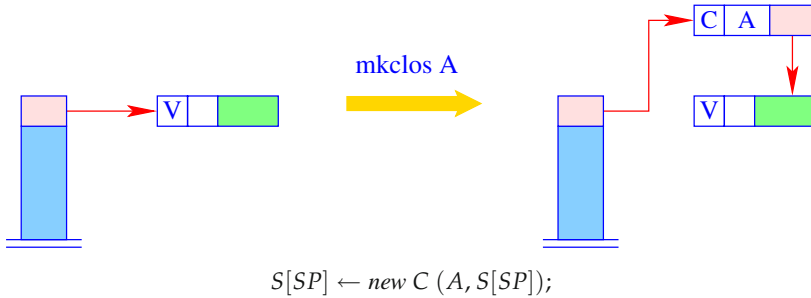 C A
mkclos A
V
V
S[SP] ← new C (A, S[SP]);